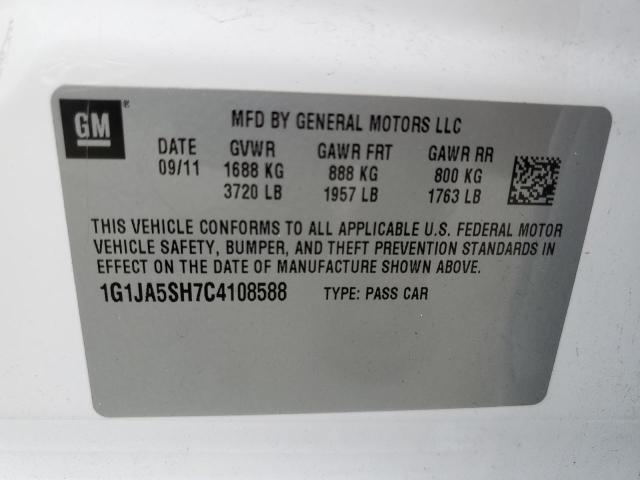 GM ®
MFD BY GENERAL MOTORS LLC
DATE GVWR GAWR FRT GAWR RR
09/11 1688 KG 888 KG 800 KG
3720 LB 1957 LB 1763 LB
THIS VEHICLE CONFORMS TO ALL APPLICABLE U.S. FEDERAL MOTOR
VEHICLE SAFETY, BUMPER, AND THEFT PREVENTION STANDARDS IN
EFFECT ON THE DATE OF MANUFACTURE SHOWN ABOVE.
1G1JA5SH7C4108588 TYPE: PASS CAR